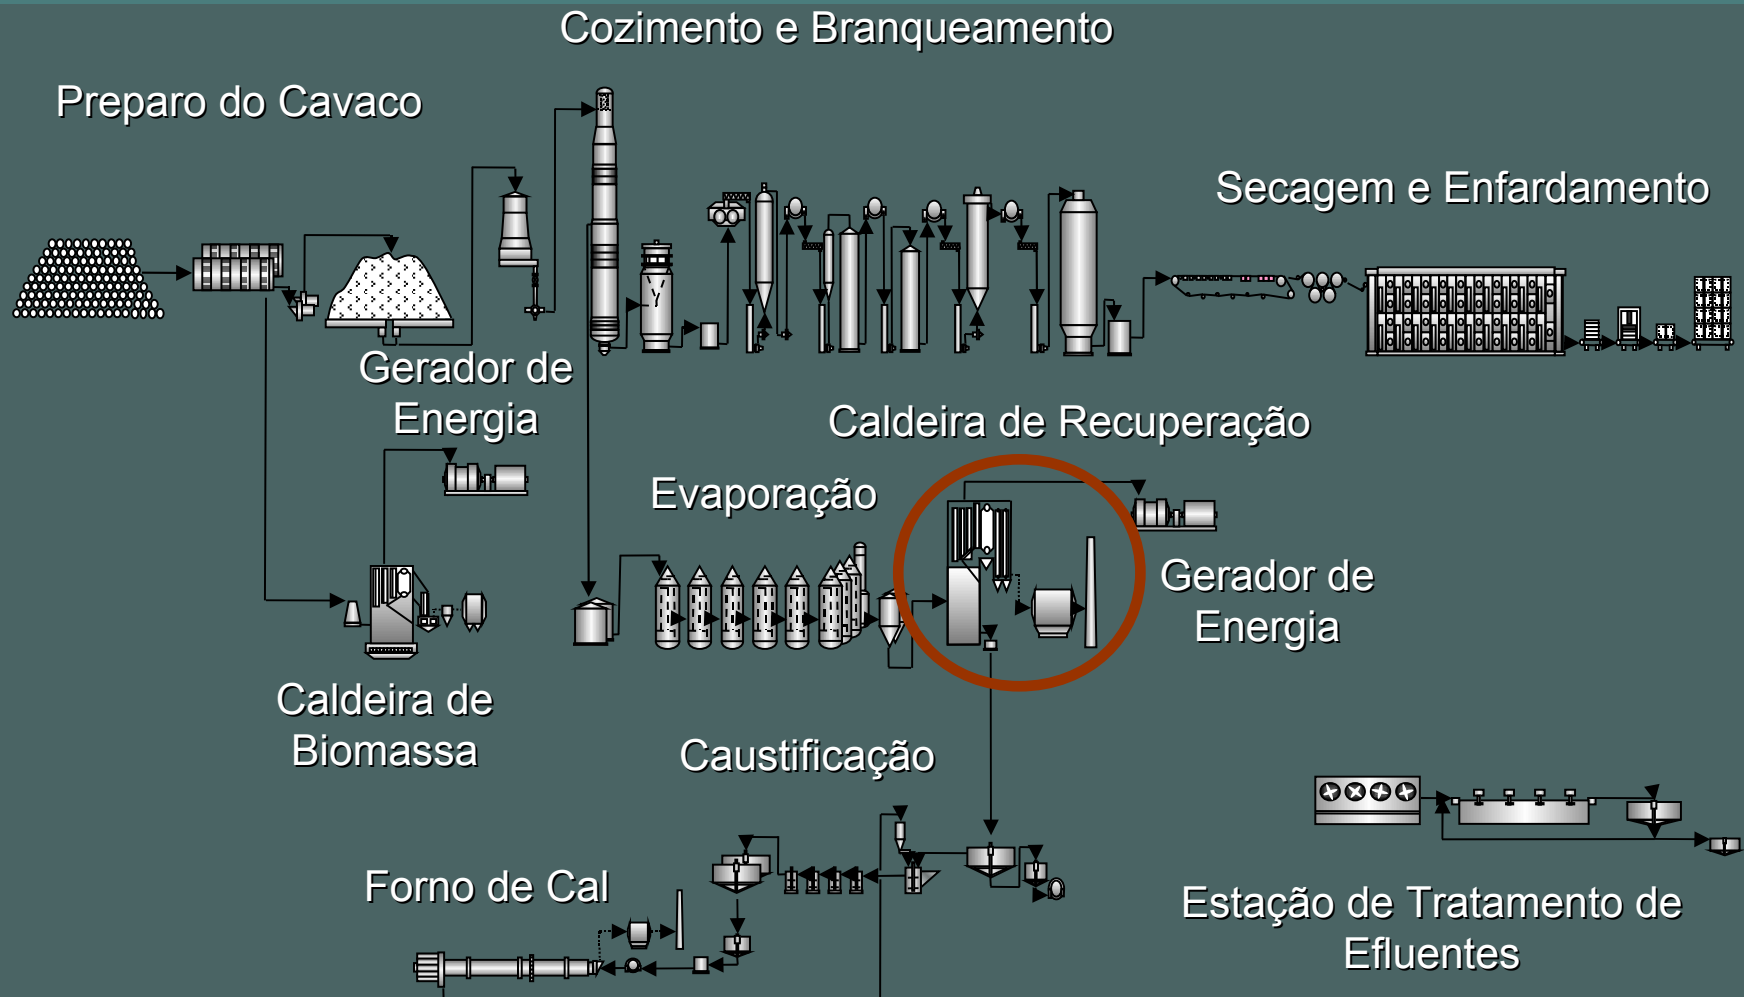 Cozimento e Branqueamento
Preparo do Cavaco
Secagem e Enfardamento
Gerador de
Energia
Caldeira de Recuperação
Evaporação
Gerador de
Energia
Caldeira de
Biomassa
Caustificação
Forno de Cal
Estação de Tratamento de
Efluentes